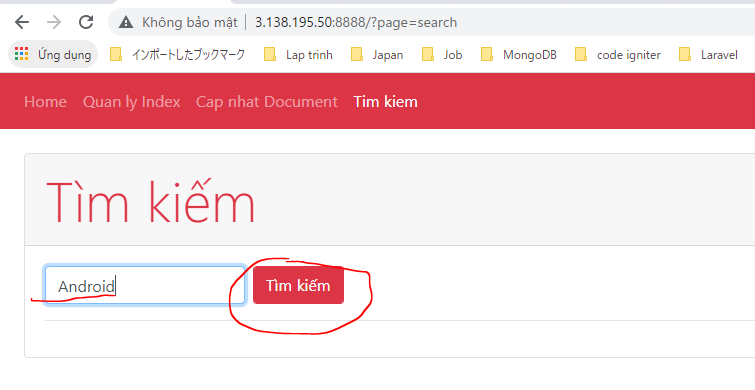 Không bảo mật 3.138.195.50:8888/?page=search
Ứng dụng インポートしたブックマーク Lap trinh Japan Job MongoDB code igniter Laravel
Home Quan ly Index Cap nhat Document Tim kiem
Tìm kiếm
Android Tìm kiếm